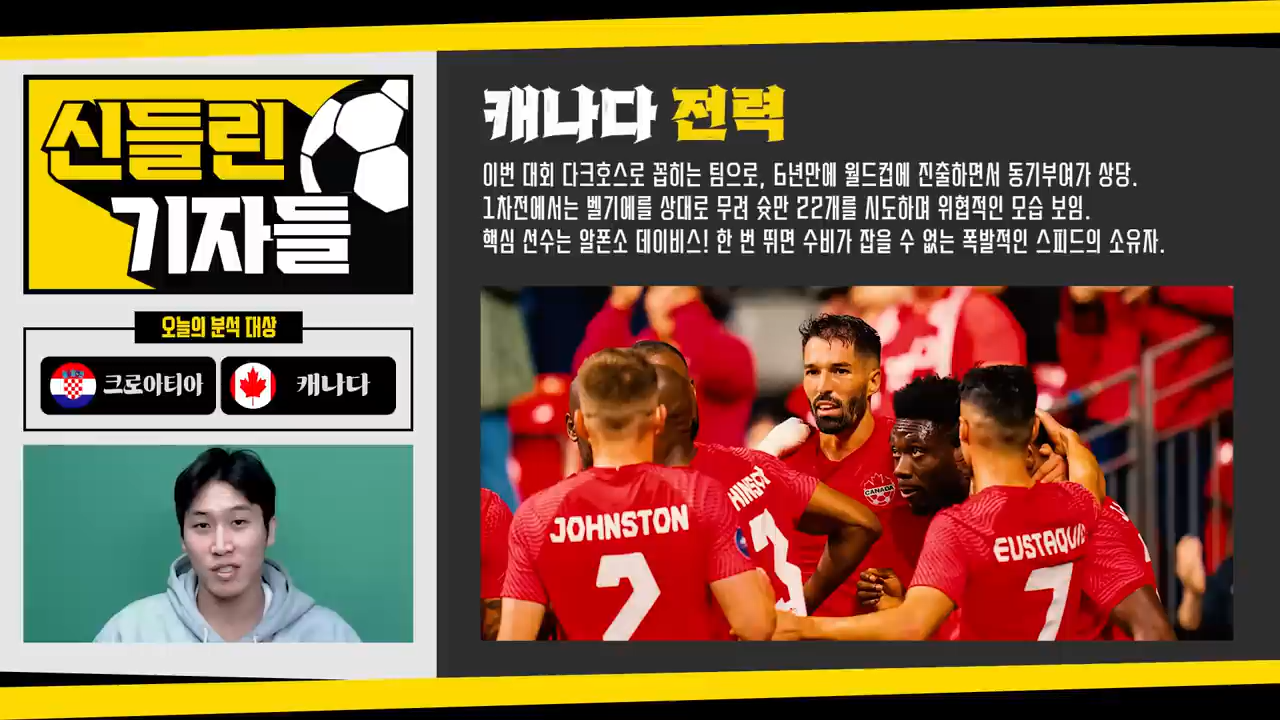 신들린
기자들
오늘의 분석 대상
크로아티아
캐나다
캐나다 전력
이번 대회 다크호스로 꼽히는 팀으로, 6년만에 월드컵에 진출하면서 동기부여가 상당.
1차전에서는 벨기에를 상대로 무려 슛만 22개를 시도하며 위협적인 모습 보임.
핵심 선수는 알폰소 데이비스! 한 번 뛰면 수비가 잡을 수 없는 폭발적인 스피드의 소유자.
JOHNSTON
2
3
CANADA
EUSTAQUIO
7